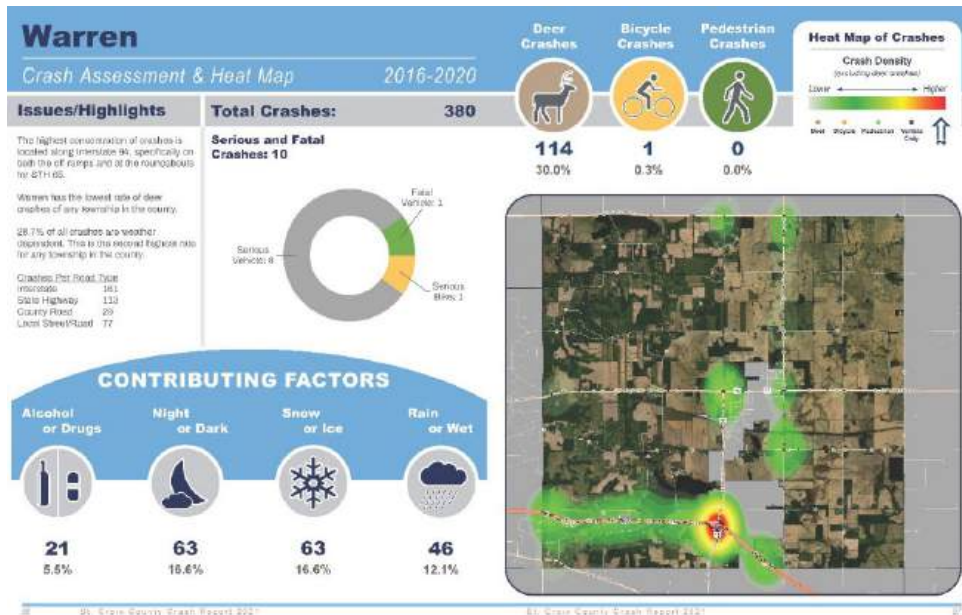 Warren
Crash Assessment & Heat Map 2016-2020
Issues/Highlights
The highest concentration of crashes is
located along Interstate 94, specifically on
both the off ramps and at the roundabouts
for STH 65.
Warren has the lowest rate of deer
crashes of any township in the county.
28.7% of all crashes are weather
dependent. This is the second highest rate
for any township in the county.
Crashes Per Road Type
Interstate 161
State Highway 113
County Road 29
Local Street/Road 77
Total Crashes: 380
Serious and Fatal
Crashes: 10
Fatal
Vehicle: 1
Serious
Vehicle: 8
Serious
Bike: 1
Deer
Crashes
114
30.0%
Bicycle
Crashes
1
0.3%
Pedestrian
Crashes
0
0.0%
Heat Map of Crashes
Crash Density
(excluding deer crashes)
Lower Higher
Deer Bicycle Pedestrian Vehicle
Only
CONTRIBUTING FACTORS
Alcohol
or Drugs
21
5.5%
Night
or Dark
63
16.6%
Snow
or Ice
63
16.6%
Rain
or Wet
46
12.1%
St. Croix County Crash Report 2021
St. Croix County Crash Report 2021